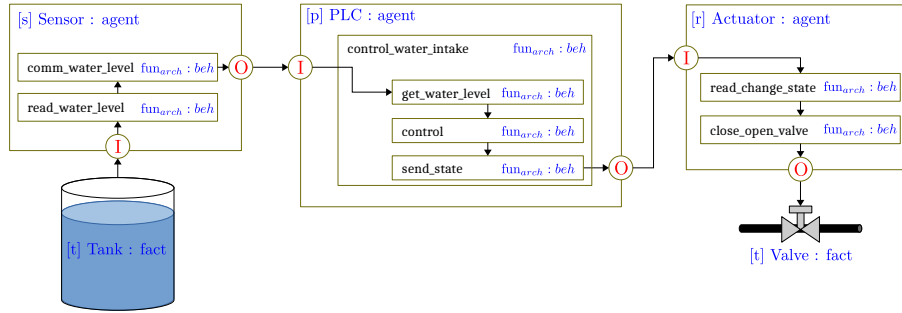 [s] Sensor : agent
comm_water_level fun_arch : beh
O
read_water_level fun_arch : beh
I
[t] Tank : fact
[p] PLC : agent
I
control_water_intake fun_arch : beh
get_water_level fun_arch : beh
control fun_arch : beh
send_state fun_arch : beh
O
[r] Actuator : agent
I
read_change_state fun_arch : beh
close_open_valve fun_arch : beh
O
[t] Valve : fact